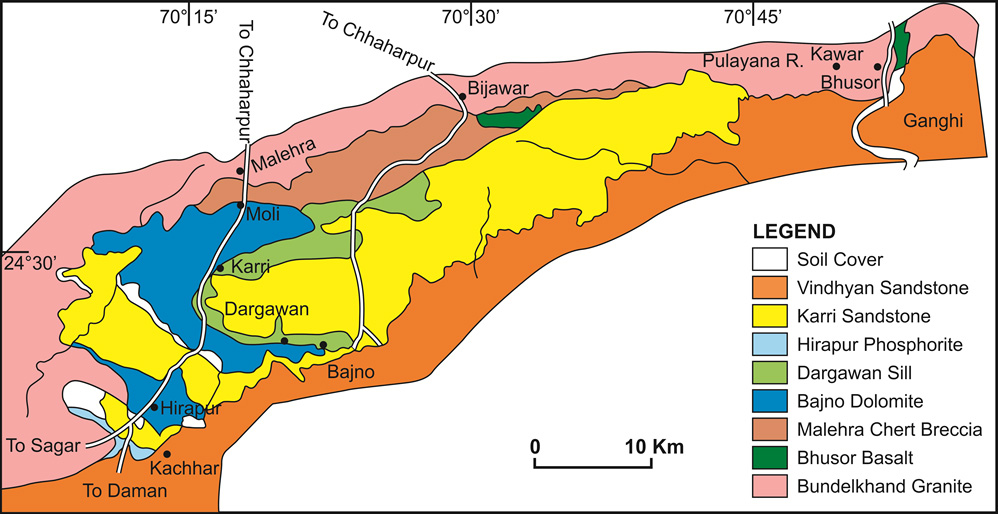 70°15'
70°30'
70°45'
To Chhaharpur
To Chhaharpur
Pulayana R.
Kawar
Bhusor
Bijawar
Ganghi
Malehra
Moli
24°30'
Karri
Dargawan
Bajno
Hirapur
To Sagar
Kachhar
To Daman
0
10 Km
LEGEND
Soil Cover
Vindhyan Sandstone
Karri Sandstone
Hirapur Phosphorite
Dargawan Sill
Bajno Dolomite
Malehra Chert Breccia
Bhusor Basalt
Bundelkhand Granite